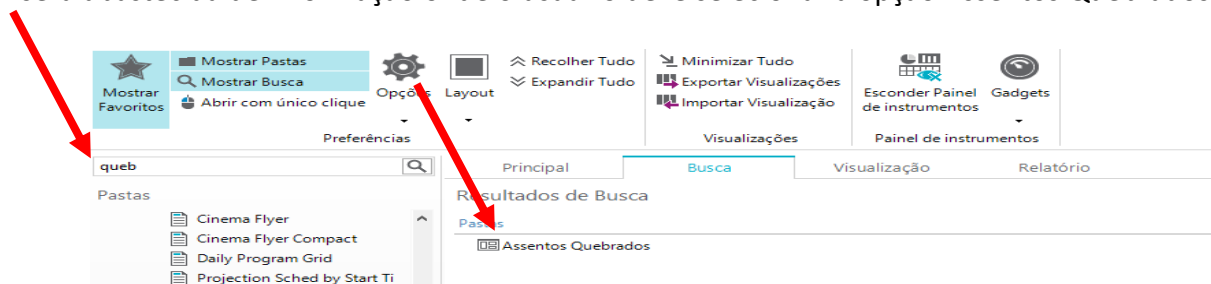 Mostrar Pastas
Mostrar Busca
Abrir com único clique
Mostrar
Favoritos
Opções
Layout
Recolher Tudo
Expandir Tudo
Preferências
Minimizar Tudo
Exportar Visualizações
Importar Visualização
Visualizações
Esconder Painel
de instrumentos
Gadgets
Painel de instrumentos
queb
Principal
Busca
Visualização
Relatório
Pastas
Cinema Flyer
Cinema Flyer Compact
Daily Program Grid
Projection Sched by Start Ti
Resultados de Busca
Pastas
Assentos Quebrados